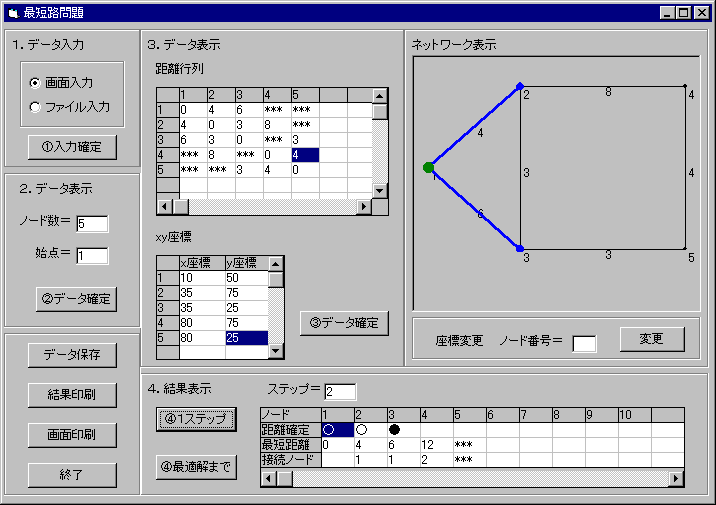 最短路問題
1. データ入力
画面入力
ファイル入力
①入力確定
2. データ表示
ノード数= 5
始点= 1
②データ確定
データ保存
結果印刷
画面印刷
終了
3. データ表示
距離行列
1 2 3 4 5
1 0 4 6 *** ***
2 4 0 3 8 ***
3 6 3 0 *** 3
4 *** 8 *** 0 4
5 *** *** 3 4 0
xy座標
x座標 y座標
1 10 50
2 35 75
3 35 25
4 80 75
5 80 25
③データ確定
ネットワーク表示
2 8 4
4
1 3 4
6
3 3 5
座標変更 ノード番号= 変更
4. 結果表示 ステップ= 2
④1ステップ
④最適解まで
ノード 1 2 3 4 5 6 7 8 9 10
距離確定 ○ ○ ●
最短距離 0 4 6 12 ***
接続ノード 1 1 2 ***